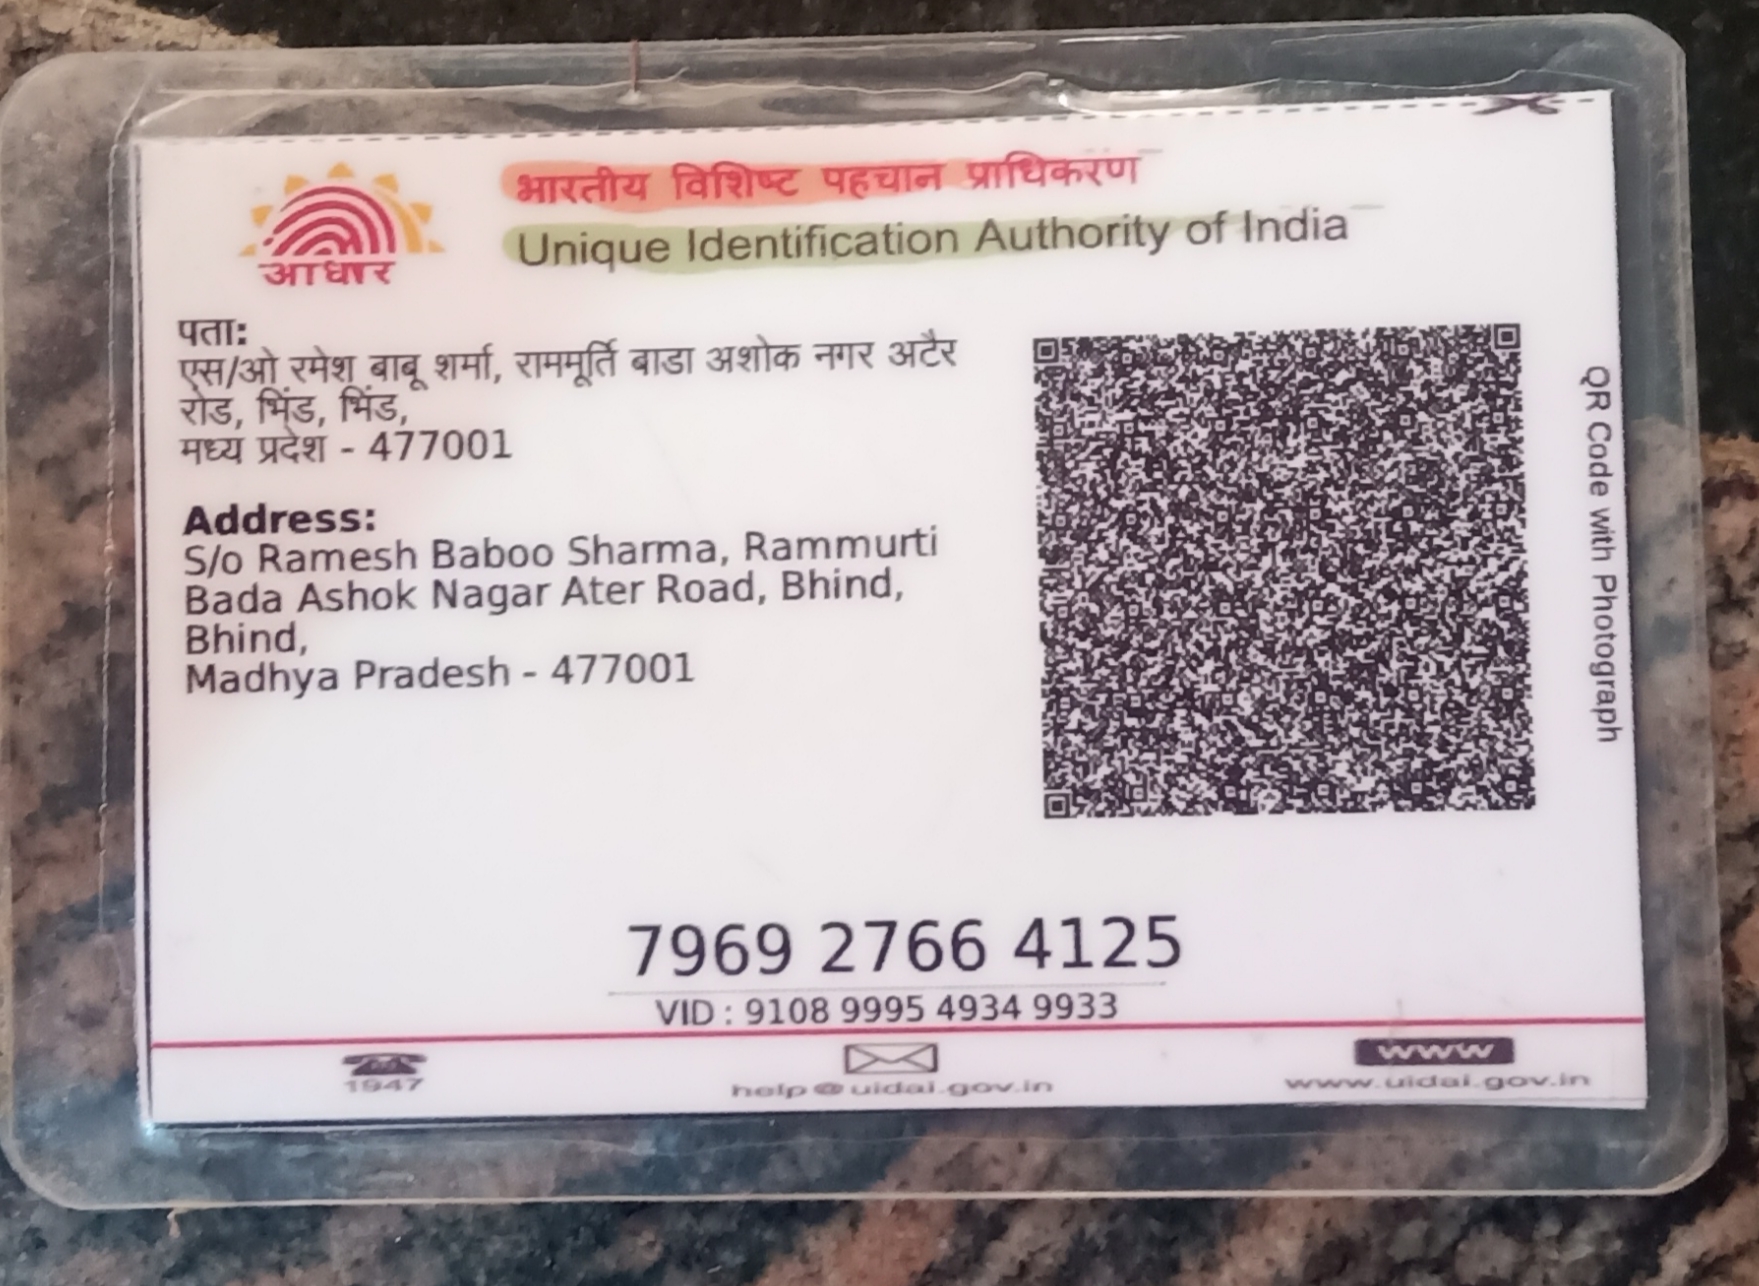 भारतीय विशिष्ट पहचान प्राधिकरण
Unique Identification Authority of India
आधार
पता:
एस/ओ रमेश बाबू शर्मा, राममूर्ति बाडा अशोक नगर अटैर
रोड, भिंड, भिंड,
मध्य प्रदेश - 477001
Address:
S/o Ramesh Baboo Sharma, Rammurti
Bada Ashok Nagar Ater Road, Bhind,
Bhind,
Madhya Pradesh - 477001
QR Code with Photograph
7969 2766 4125
VID : 9108 9995 4934 9933
1947
help@uidai.gov.in
www
www.uidai.gov.in